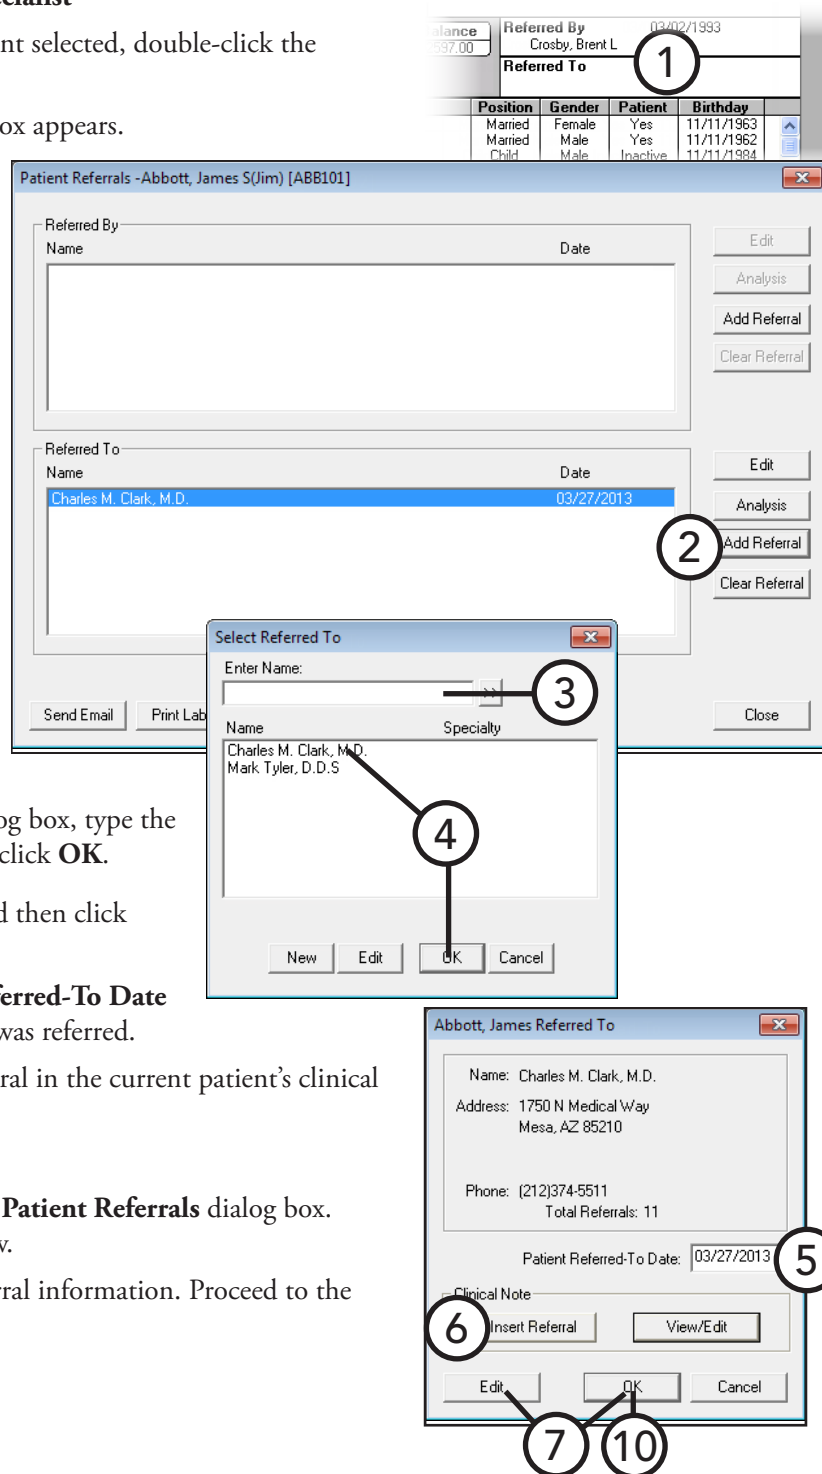 cialist
nt selected, double-click the
ox appears.
alance
597.00
Referred By 03/02/1993
Crosby, Brent L
Referred To
1
Position Gender Patient Birthday
Married Female Yes 11/11/1963
Married Male Yes 11/11/1962
Child Male Inactive 11/11/1984
Patient Referrals -Abbott, James S(Jim) [ABB101]
Referred By
Name Date
Edit
Analysis
Add Referral
Clear Referral
Referred To
Name Date
Charles M. Clark, M.D. 03/27/2013
Edit
Analysis
2
Add Referral
Clear Referral
Send Email Print Lab
Close
Select Referred To
Enter Name:
>> 3
Name Specialty
Charles M. Clark, M.D.
Mark Tyler, D.D.S
4
New Edit OK Cancel
og box, type the
click OK.
d then click
ferred-To Date
was referred.
ral in the current patient's clinical
Patient Referrals dialog box.
w.
rral information. Proceed to the
Abbott, James Referred To
Name: Charles M. Clark, M.D.
Address: 1750 N Medical Way
Mesa, AZ 85210
Phone: (212)374-5511
Total Referrals: 11
Patient Referred-To Date: 03/27/2013
5
Clinical Note
6 Insert Referral View/Edit
Edit OK Cancel
7 10